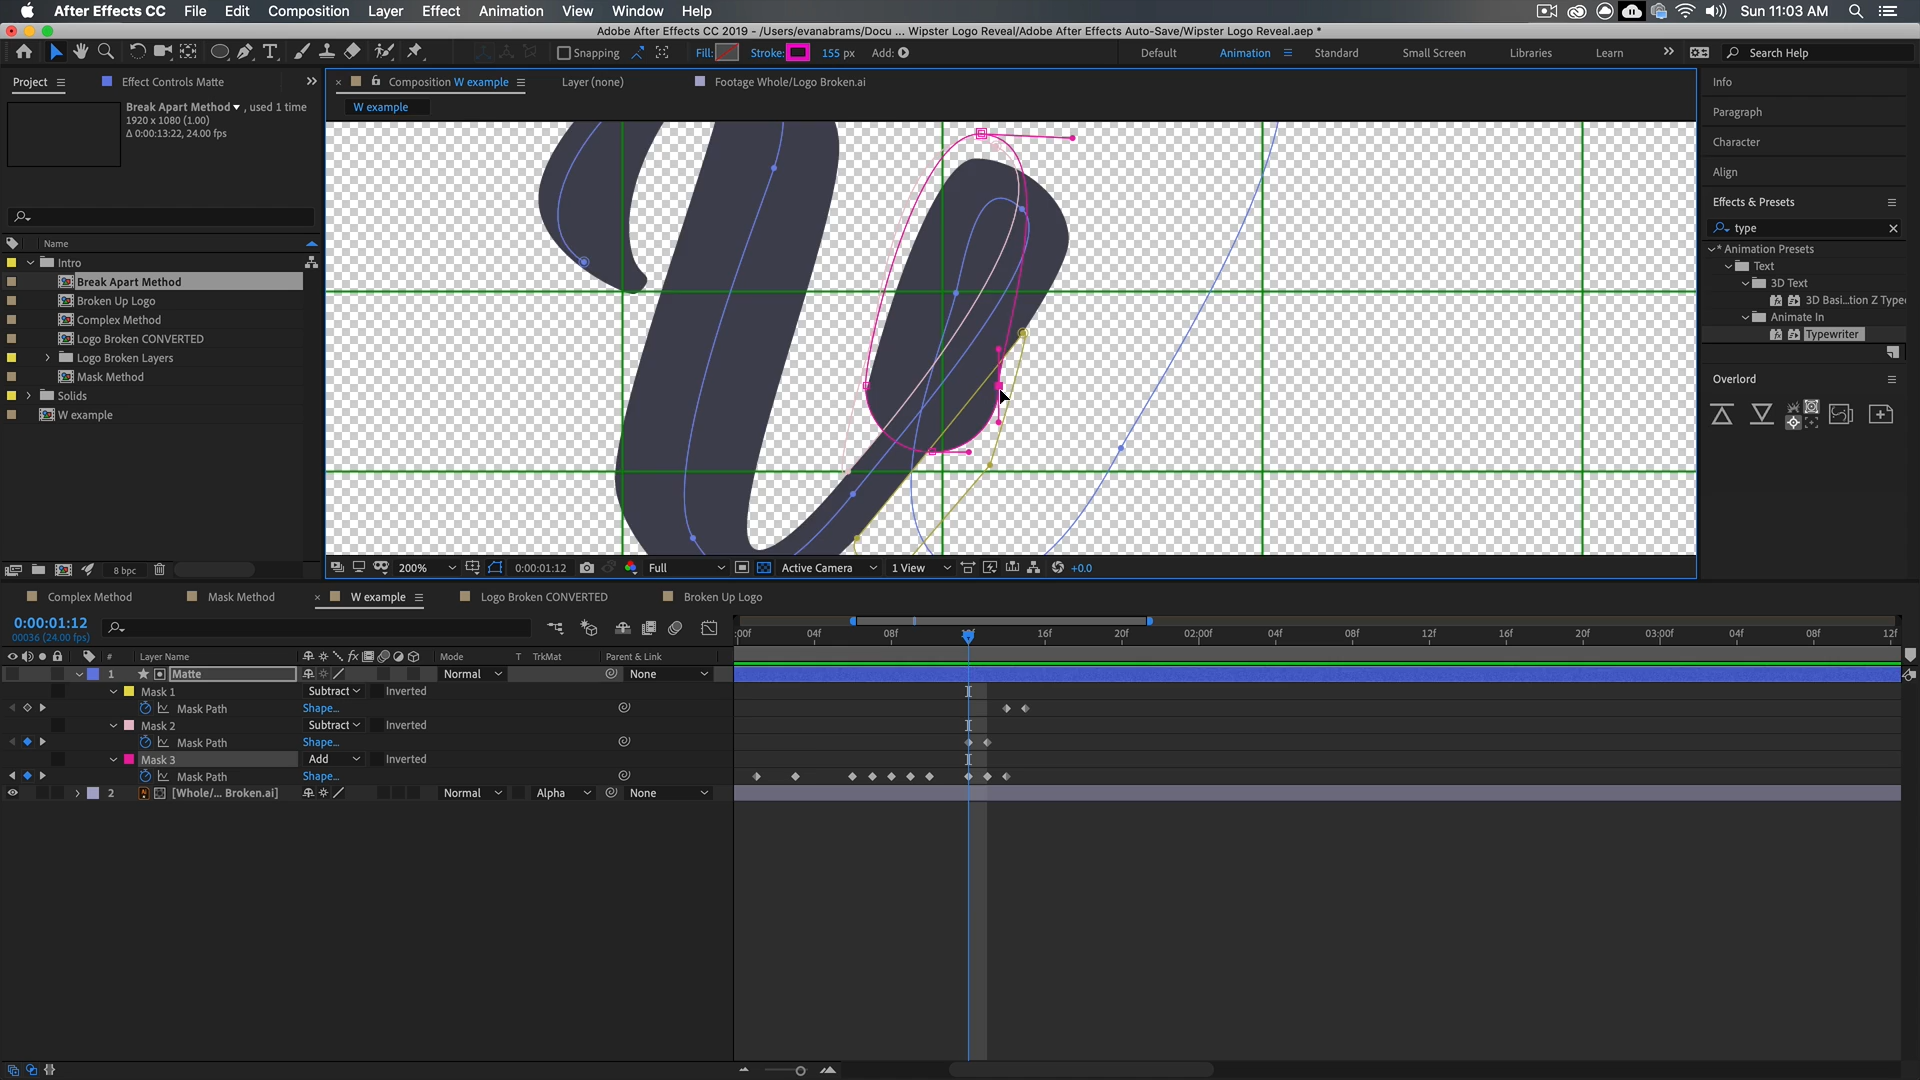 After Effects CC File Edit Composition Layer Effect Animation View Window Help Sun 11:03 AM
Adobe After Effects CC 2019 - /Users/evanabrams/Docu ... Wipster Logo Reveal/Adobe After Effects Auto-Save/Wipster Logo Reveal.aep *
Snapping Fill: Stroke: 155 px Add: Default Animation Standard Small Screen Libraries Learn Search Help
Project Effect Controls Matte Composition W example Layer (none) Footage Whole/Logo Broken.ai Info
Break Apart Method , used 1 time
1920 x 1080 (1.00)
Δ 0:00:13:22, 24.00 fps
W example
Paragraph
Character
Align
Effects & Presets
type
* Animation Presets
Text
3D Text
3D Basi...tion Z Type
Animate In
Typewriter
Overlord
Name
Intro
Break Apart Method
Broken Up Logo
Complex Method
Logo Broken CONVERTED
Logo Broken Layers
Mask Method
Solids
W example
8 bpc
200% 0:00:01:12 Full Active Camera 1 View +0.0
Complex Method Mask Method W example Logo Broken CONVERTED Broken Up Logo
0:00:01:12
00036 (24.00 fps)
:00f 04f 08f 12f 16f 20f 02:00f 04f 08f 12f 16f 20f 03:00f 04f 08f 12f
# Layer Name Mode T TrkMat Parent & Link
1 Matte Normal None
Mask 1 Subtract Inverted
Mask Path Shape...
Mask 2 Subtract Inverted
Mask Path Shape...
Mask 3 Add Inverted
Mask Path Shape...
2 [Whole/... Broken.ai] Normal Alpha None